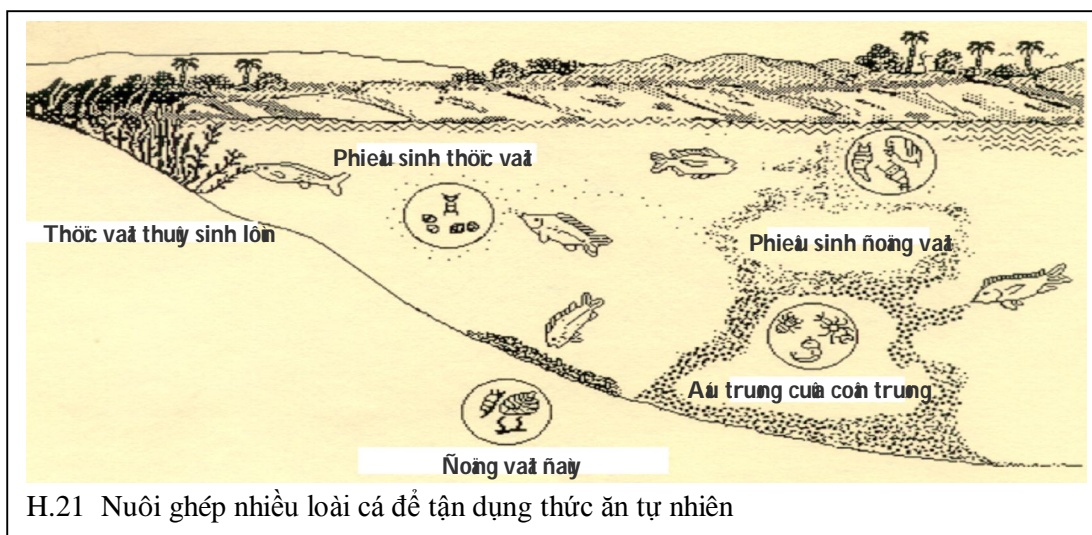 Phieâu sinh thöïc vaät
Thöïc vaät thuûy sinh lôùn
Phieâu sinh ñoäng vaät
Aáu truøng cuûa coân truøng
Ñoäng vaät ñaùy
H.21 Nuôi ghép nhiều loài cá để tận dụng thức ăn tự nhiên